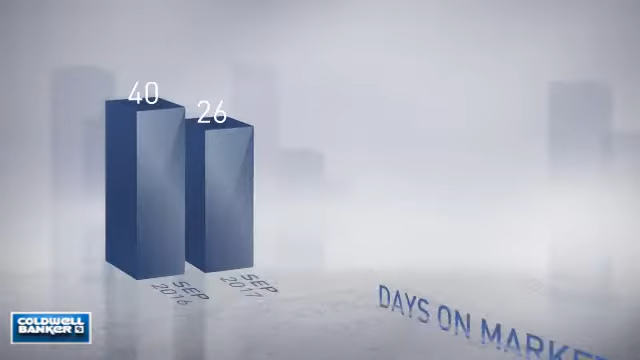 40
26
SEP
2016
SEP
2017
DAYS ON MARKE
COLDWELL
BANKER